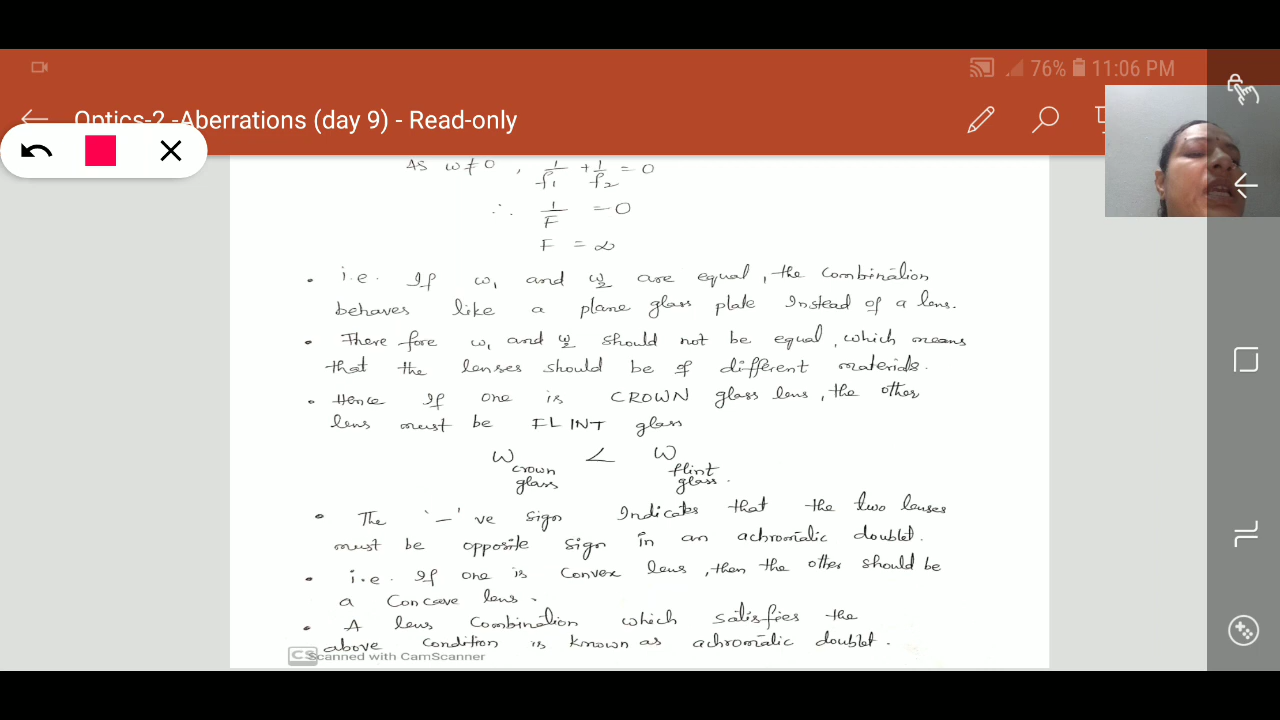 76% 11:06 PM
Optics-2 -Aberrations (day 9) - Read-only
As ω≠0 , 1/f1 + 1/f2 = 0
∴ 1/F = 0
F = ∞
• i.e. If ω1 and ω2 are equal, the combination
behaves like a plane glass plate Instead of a lens.
• There fore ω1 and ω2 should not be equal, which means
that the lenses should be of different materials.
• Hence If one is CROWN glass lens, the other
lens must be FLINT glass
ω crown glass < ω flint glass.
• The '–' ve sign Indicates that the two lenses
must be opposite sign in an achromatic doublet.
• i.e. If one is Convex lens, then the other should be
a Concave lens.
• A lens Combination which satisfies the
above condition is known as achromatic doublet.
CS Scanned with CamScanner